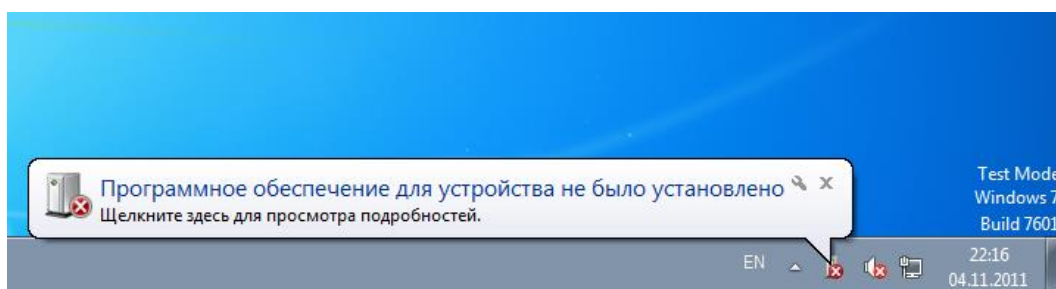 Программное обеспечение для устройства не было установлено
Щелкните здесь для просмотра подробностей.
Test Mode
Windows 7
Build 7601
EN
22:16
04.11.2011